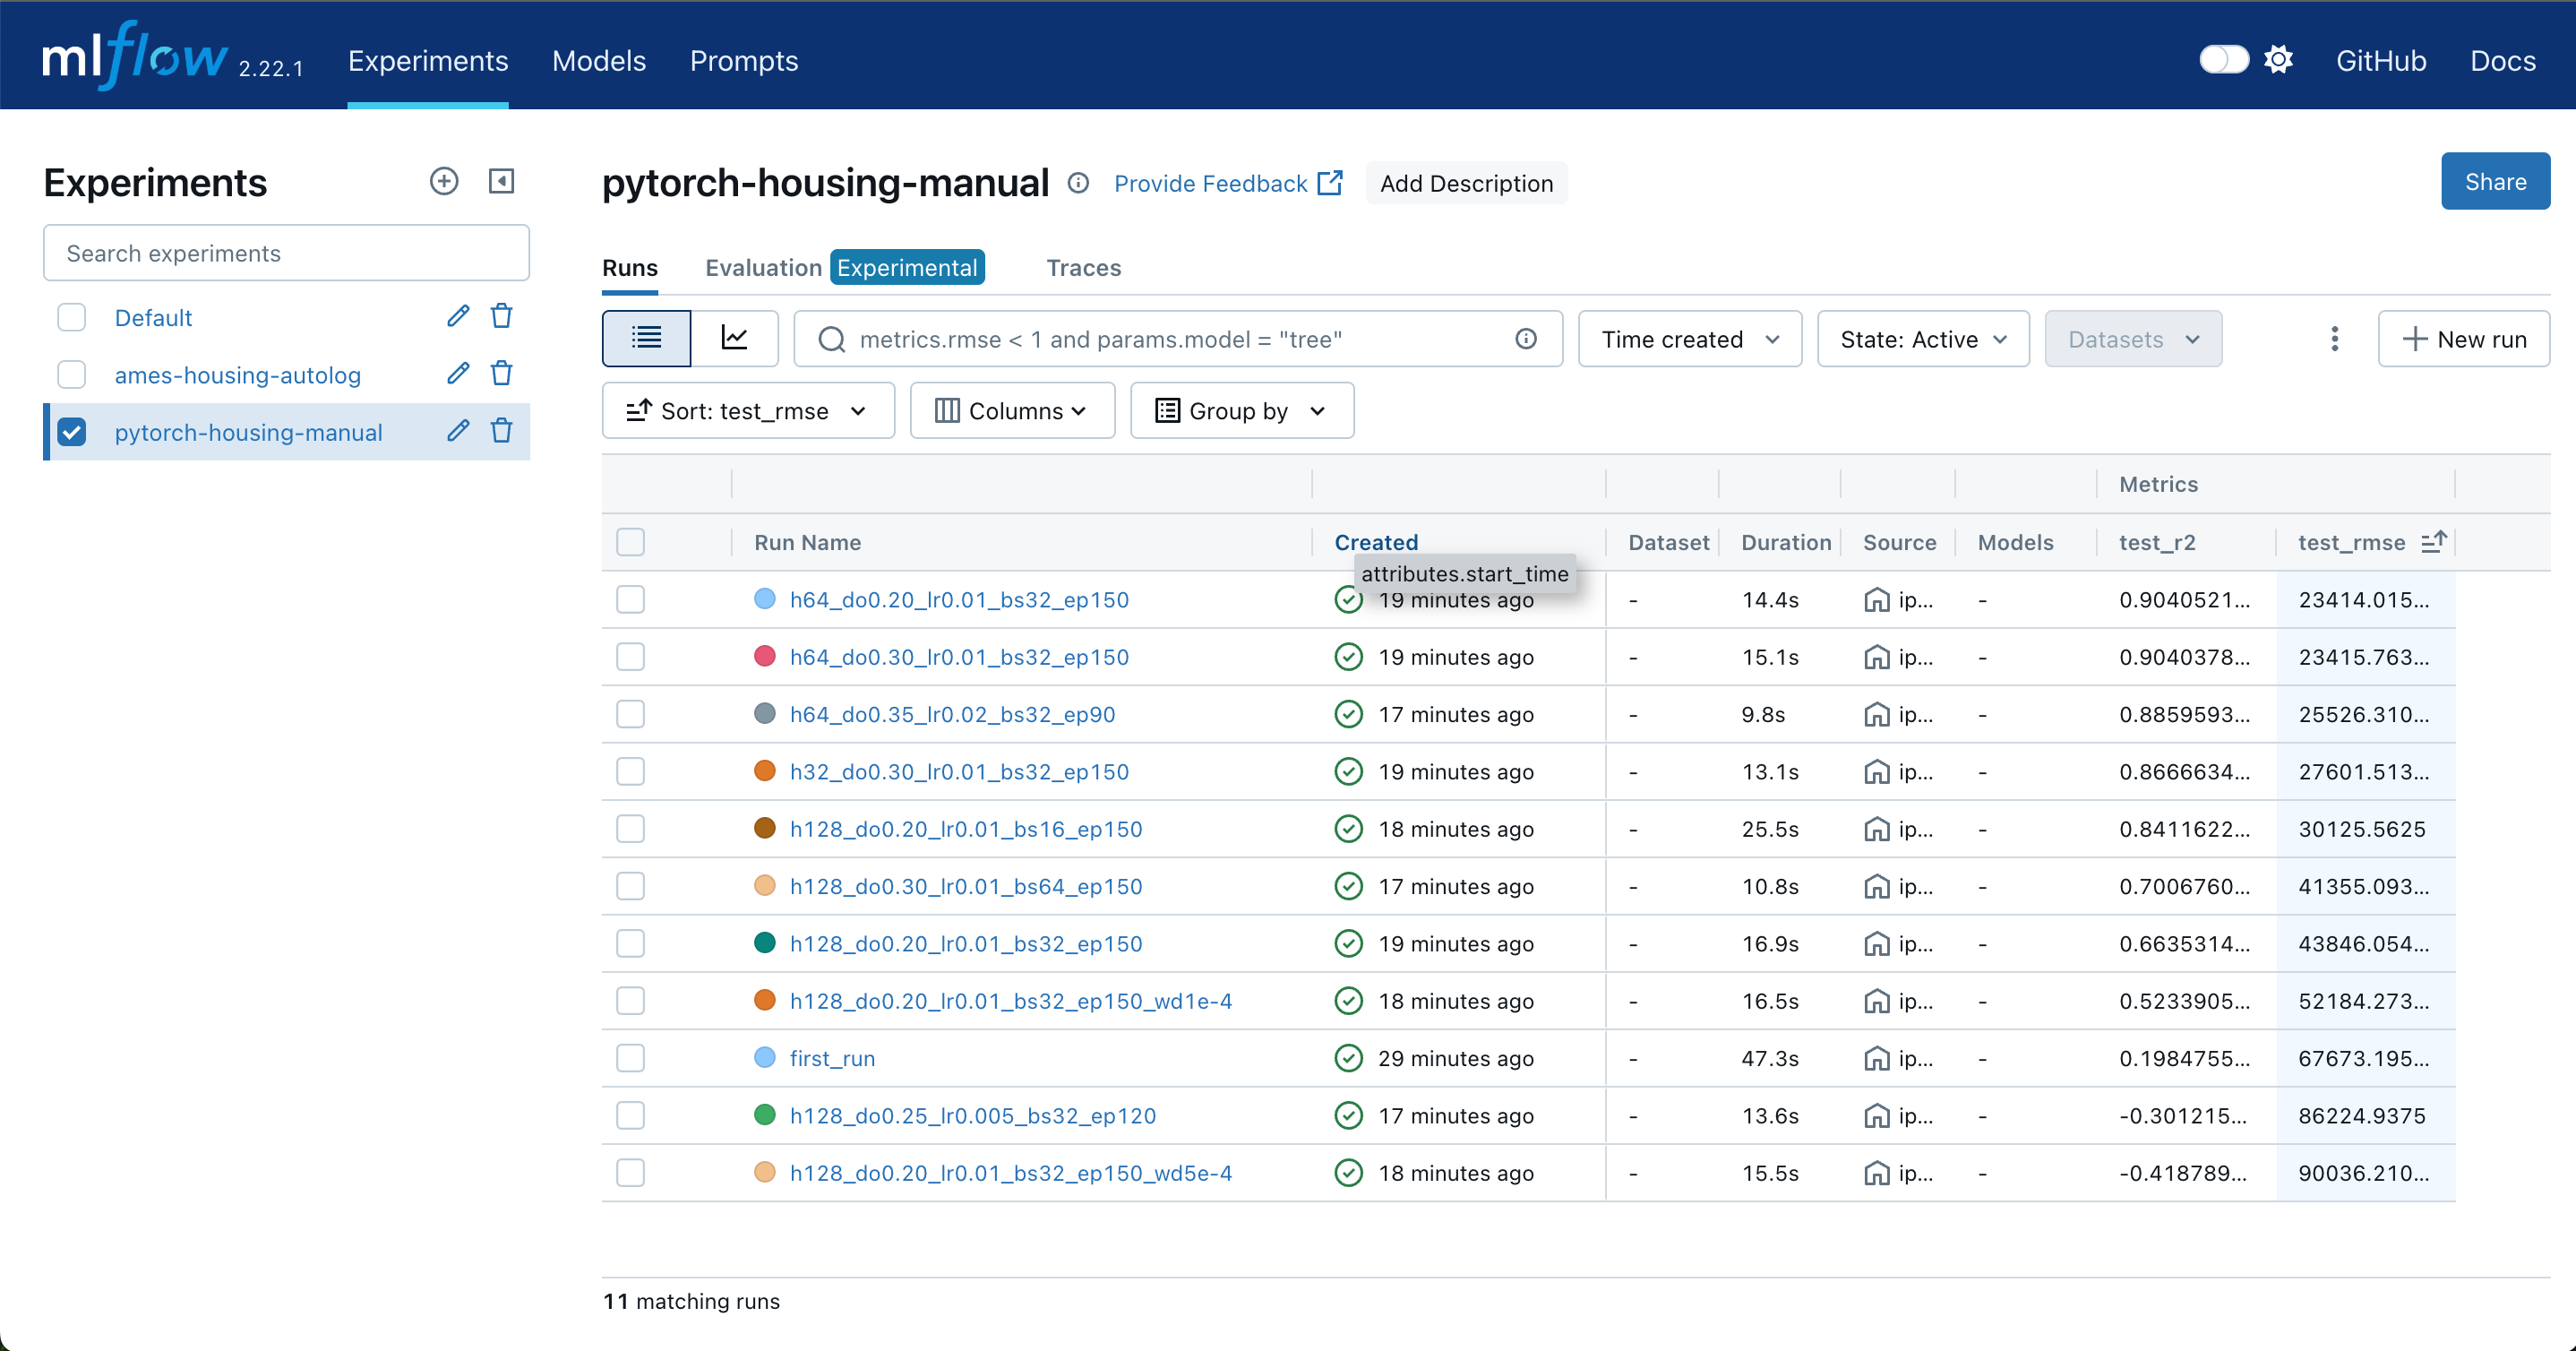 mlflow 2.22.1 Experiments Models Prompts GitHub Docs
Experiments
Search experiments
Default
ames-housing-autolog
pytorch-housing-manual
pytorch-housing-manual Provide Feedback Add Description Share
Runs Evaluation Experimental Traces
metrics.rmse < 1 and params.model = "tree" Time created State: Active Datasets New run
Sort: test_rmse Columns Group by
Metrics
Run Name Created Dataset Duration Source Models test_r2 test_rmse
attributes.start_time
h64_do0.20_lr0.01_bs32_ep150 19 minutes ago - 14.4s ip... - 0.9040521... 23414.015...
h64_do0.30_lr0.01_bs32_ep150 19 minutes ago - 15.1s ip... - 0.9040378... 23415.763...
h64_do0.35_lr0.02_bs32_ep90 17 minutes ago - 9.8s ip... - 0.8859593... 25526.310...
h32_do0.30_lr0.01_bs32_ep150 19 minutes ago - 13.1s ip... - 0.8666634... 27601.513...
h128_do0.20_lr0.01_bs16_ep150 18 minutes ago - 25.5s ip... - 0.8411622... 30125.5625
h128_do0.30_lr0.01_bs64_ep150 17 minutes ago - 10.8s ip... - 0.7006760... 41355.093...
h128_do0.20_lr0.01_bs32_ep150 19 minutes ago - 16.9s ip... - 0.6635314... 43846.054...
h128_do0.20_lr0.01_bs32_ep150_wd1e-4 18 minutes ago - 16.5s ip... - 0.5233905... 52184.273...
first_run 29 minutes ago - 47.3s ip... - 0.1984755... 67673.195...
h128_do0.25_lr0.005_bs32_ep120 17 minutes ago - 13.6s ip... - -0.301215... 86224.9375
h128_do0.20_lr0.01_bs32_ep150_wd5e-4 18 minutes ago - 15.5s ip... - -0.418789... 90036.210...
11 matching runs